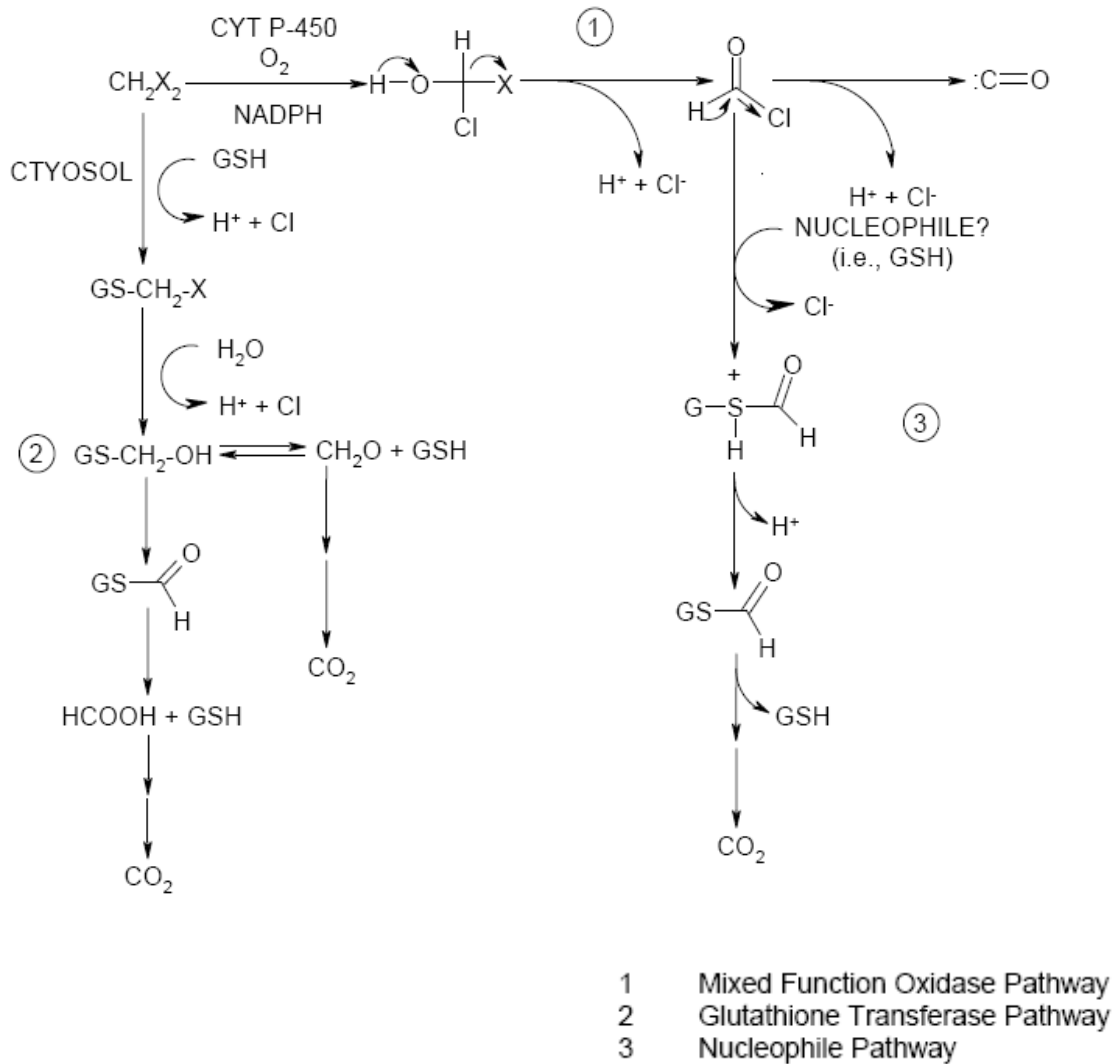 CYT P-450
O₂
CH₂X₂
NADPH
H
H O X
Cl
1
H⁺ + Cl⁻
O
H Cl
:C=O
H⁺ + Cl⁻
NUCLEOPHILE?
(i.e., GSH)
Cl⁻
CTYOSOL
GSH
H⁺ + Cl
GS-CH₂-X
H₂O
H⁺ + Cl
2 GS-CH₂-OH CH₂O + GSH
GS O
H
HCOOH + GSH
CO₂
CO₂
+ O
G S H
H
3
H⁺
GS O
H
GSH
CO₂
1 Mixed Function Oxidase Pathway
2 Glutathione Transferase Pathway
3 Nucleophile Pathway